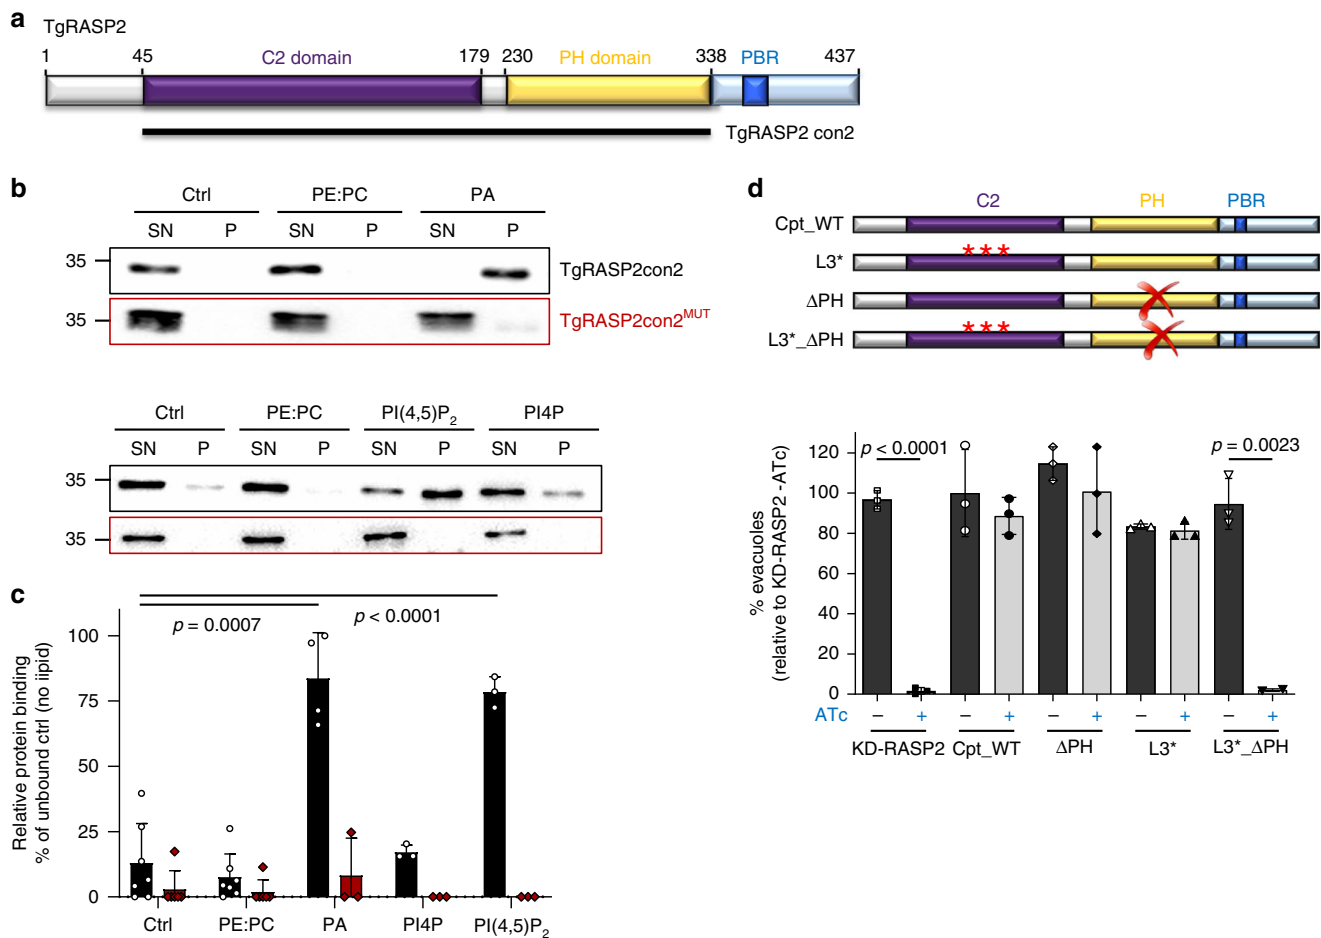 a
TgRASP2
1 45 C2 domain 179 230 PH domain 338 PBR 437
TgRASP2 con2
b
Ctrl PE:PC PA
SN P SN P SN P
35 TgRASP2con2
35 TgRASP2con2MUT
Ctrl PE:PC PI(4,5)P2 PI4P
SN P SN P SN P SN P
35
35
c
p = 0.0007
p < 0.0001
Relative protein binding
% of unbound ctrl (no iipid)
100
75
50
25
0
Ctrl PE:PC PA PI4P PI(4,5)P2
d
C2 PH PBR
Cpt_WT
L3*
***
ΔPH
L3*_ΔPH
***
p < 0.0001
p = 0.0023
% evacuoles
(relative to KD-RASP2 -ATc)
120
100
80
60
40
20
0
ATc – + – + – + – + – +
KD-RASP2 Cpt_WT ΔPH L3* L3*_ΔPH